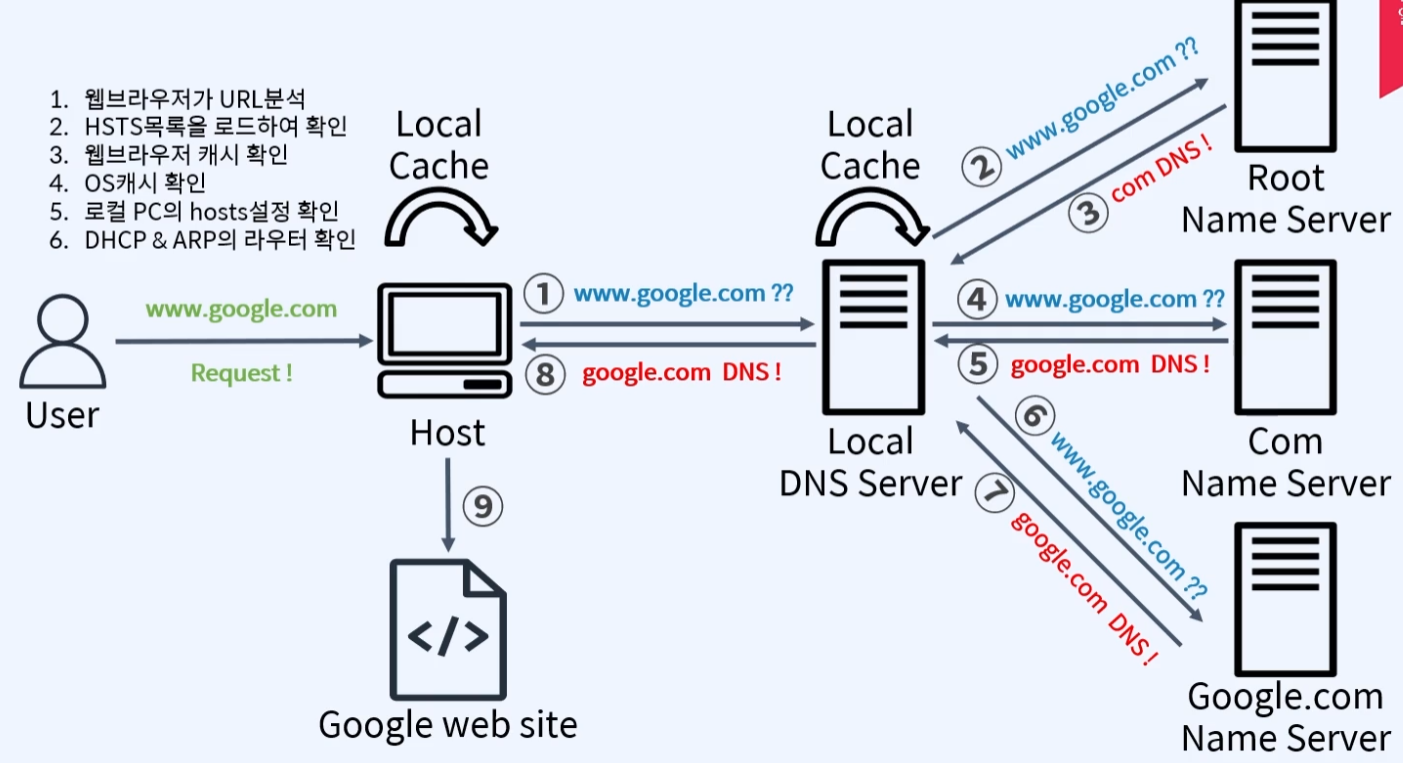 1. 웹브라우저가 URL분석
2. HSTS목록을 로드하여 확인
3. 웹브라우저 캐시 확인
4. OS캐시 확인
5. 로컬 PC의 hosts설정 확인
6. DHCP & ARP의 라우터 확인
Local
Cache
Local
Cache
② www.google.com ??
③ com DNS !
Root
Name Server
www.google.com
Request !
User
Host
① www.google.com ??
⑧ google.com DNS !
Local
DNS Server
④ www.google.com ??
⑤ google.com DNS !
Com
Name Server
⑥ www.google.com ??
⑦ google.com DNS !
Google.com
Name Server
⑨
</>
Google web site